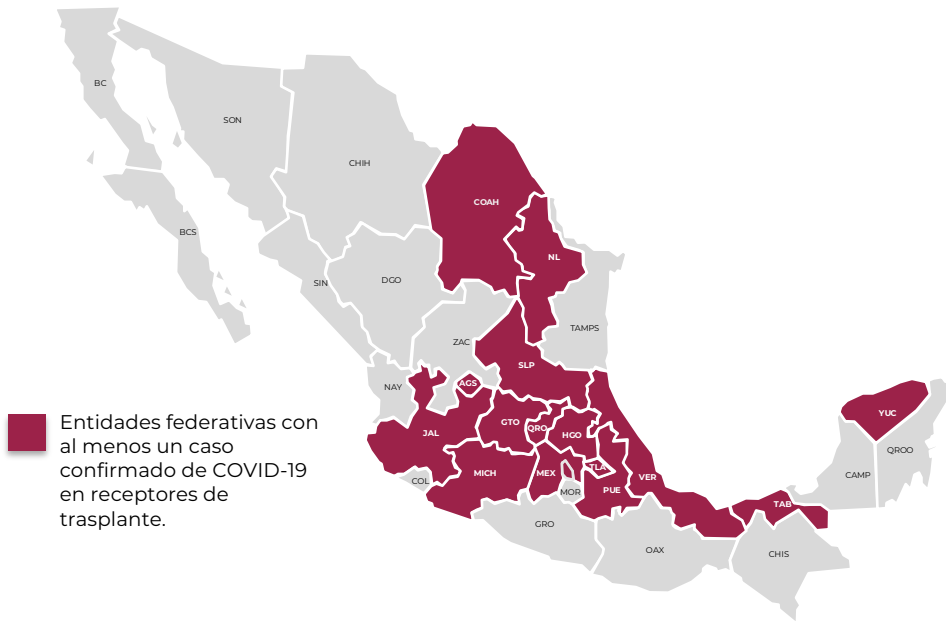 BC
SON
CHIH
COAH
BCS
NL
SIN
DGO
TAMPS
ZAC
SLP
NAY
AGS
GTO
QRO
HGO
JAL
YUC
QROO
CAMP
COL
MICH
MEX
TLA
MOR
PUE
VER
TAB
GRO
OAX
CHIS
Entidades federativas con
al menos un caso
confirmado de COVID-19
en receptores de
trasplante.